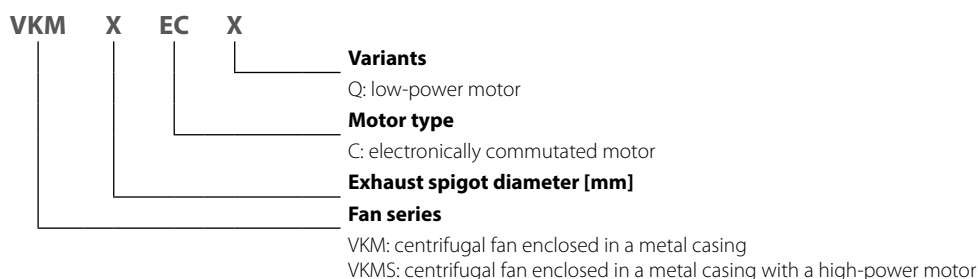 VKM X EC X
Variants
Q: low-power motor
Motor type
C: electronically commutated motor
Exhaust spigot diameter [mm]
Fan series
VKM: centrifugal fan enclosed in a metal casing
VKMS: centrifugal fan enclosed in a metal casing with a high-power motor